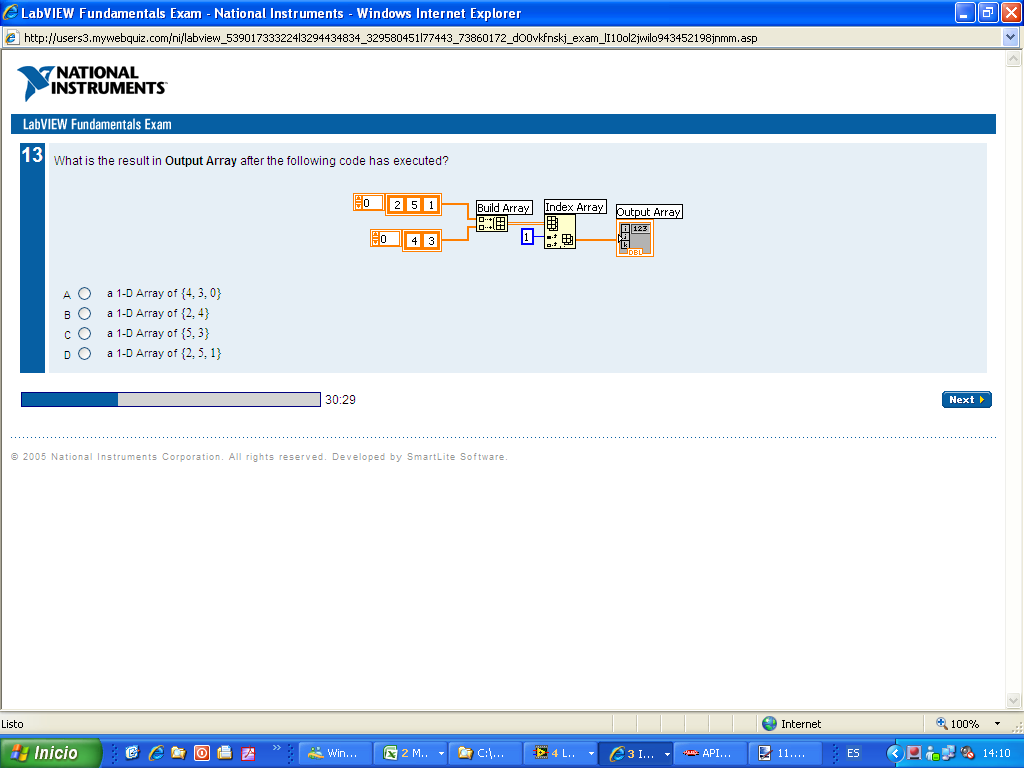 LabVIEW Fundamentals Exam - National Instruments - Windows Internet Explorer
http://users3.mywebquiz.com/ni/labview_539017333224l3294434834_329580451l77443_73860172_dO0vkfnskj_exam_lI10ol2jwilo943452198jnmm.asp
NATIONAL
INSTRUMENTS
LabVIEW Fundamentals Exam
13 What is the result in Output Array after the following code has executed?
0 2 5 1
Build Array
Index Array
Output Array
0 4 3
1
123
DBL
A a 1-D Array of {4, 3, 0}
B a 1-D Array of {2, 4}
C a 1-D Array of {5, 3}
D a 1-D Array of {2, 5, 1}
30:29
Next
© 2005 National Instruments Corporation. All rights reserved. Developed by SmartLite Software.
Listo Internet 100%
Inicio Win... 2 M... C:\... 4 L... 3 I... API... 11.... ES 14:10